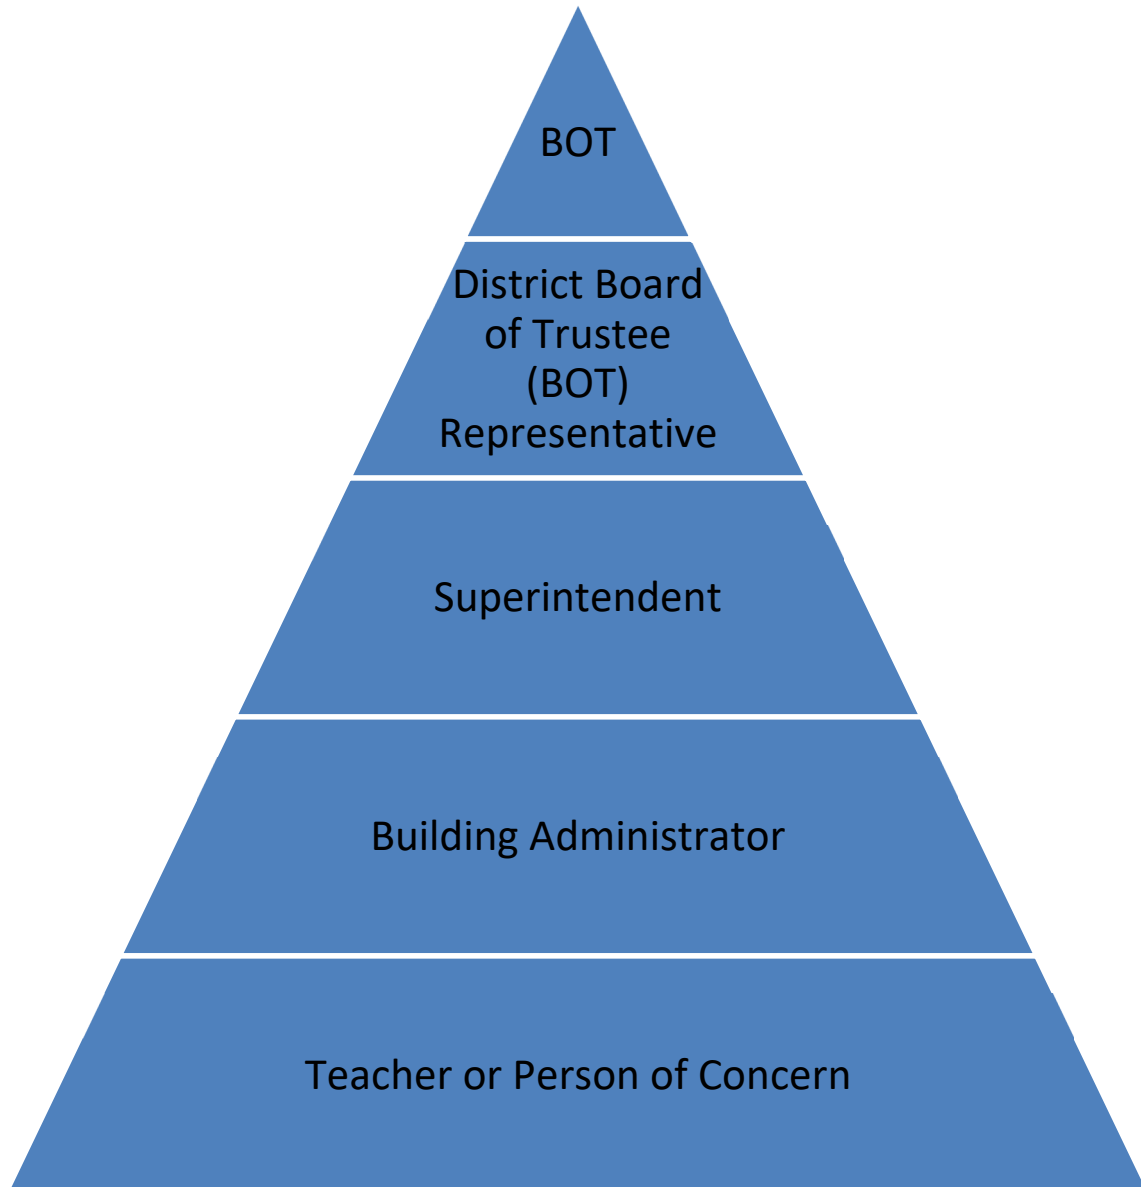 BOT
District Board
of Trustee
(BOT)
Representative
Superintendent
Building Administrator
Teacher or Person of Concern